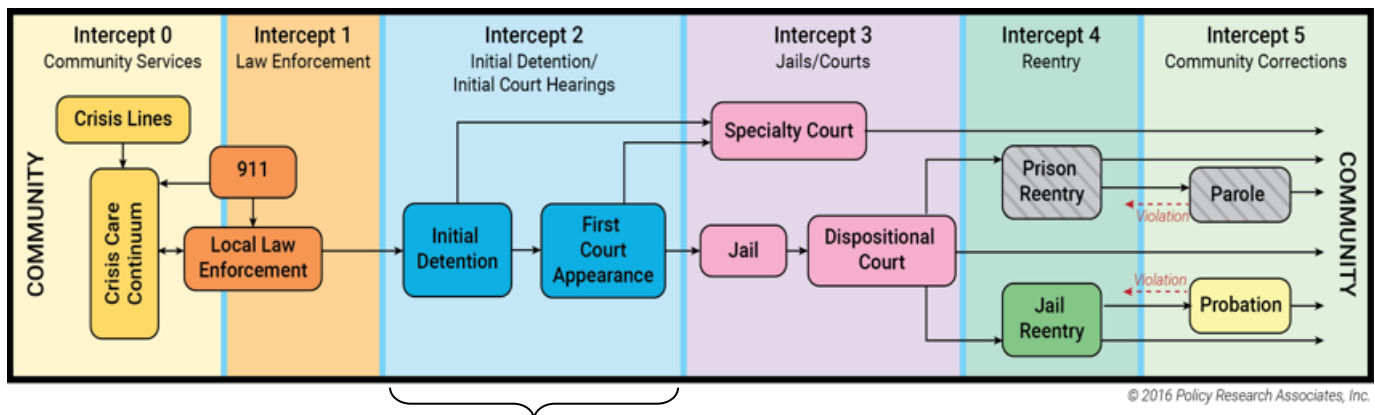 Intercept 0
Community Services
Intercept 1
Law Enforcement
Intercept 2
Initial Detention/
Initial Court Hearings
Intercept 3
Jails/Courts
Intercept 4
Reentry
Intercept 5
Community Corrections
COMMUNITY
Crisis Lines
Crisis Care
Continuum
911
Local Law
Enforcement
Initial
Detention
First
Court
Appearance
Specialty Court
Jail
Dispositional
Court
Prison
Reentry
Violation
Parole
Jail
Reentry
Violation
Probation
COMMUNITY
© 2016 Policy Research Associates, Inc.